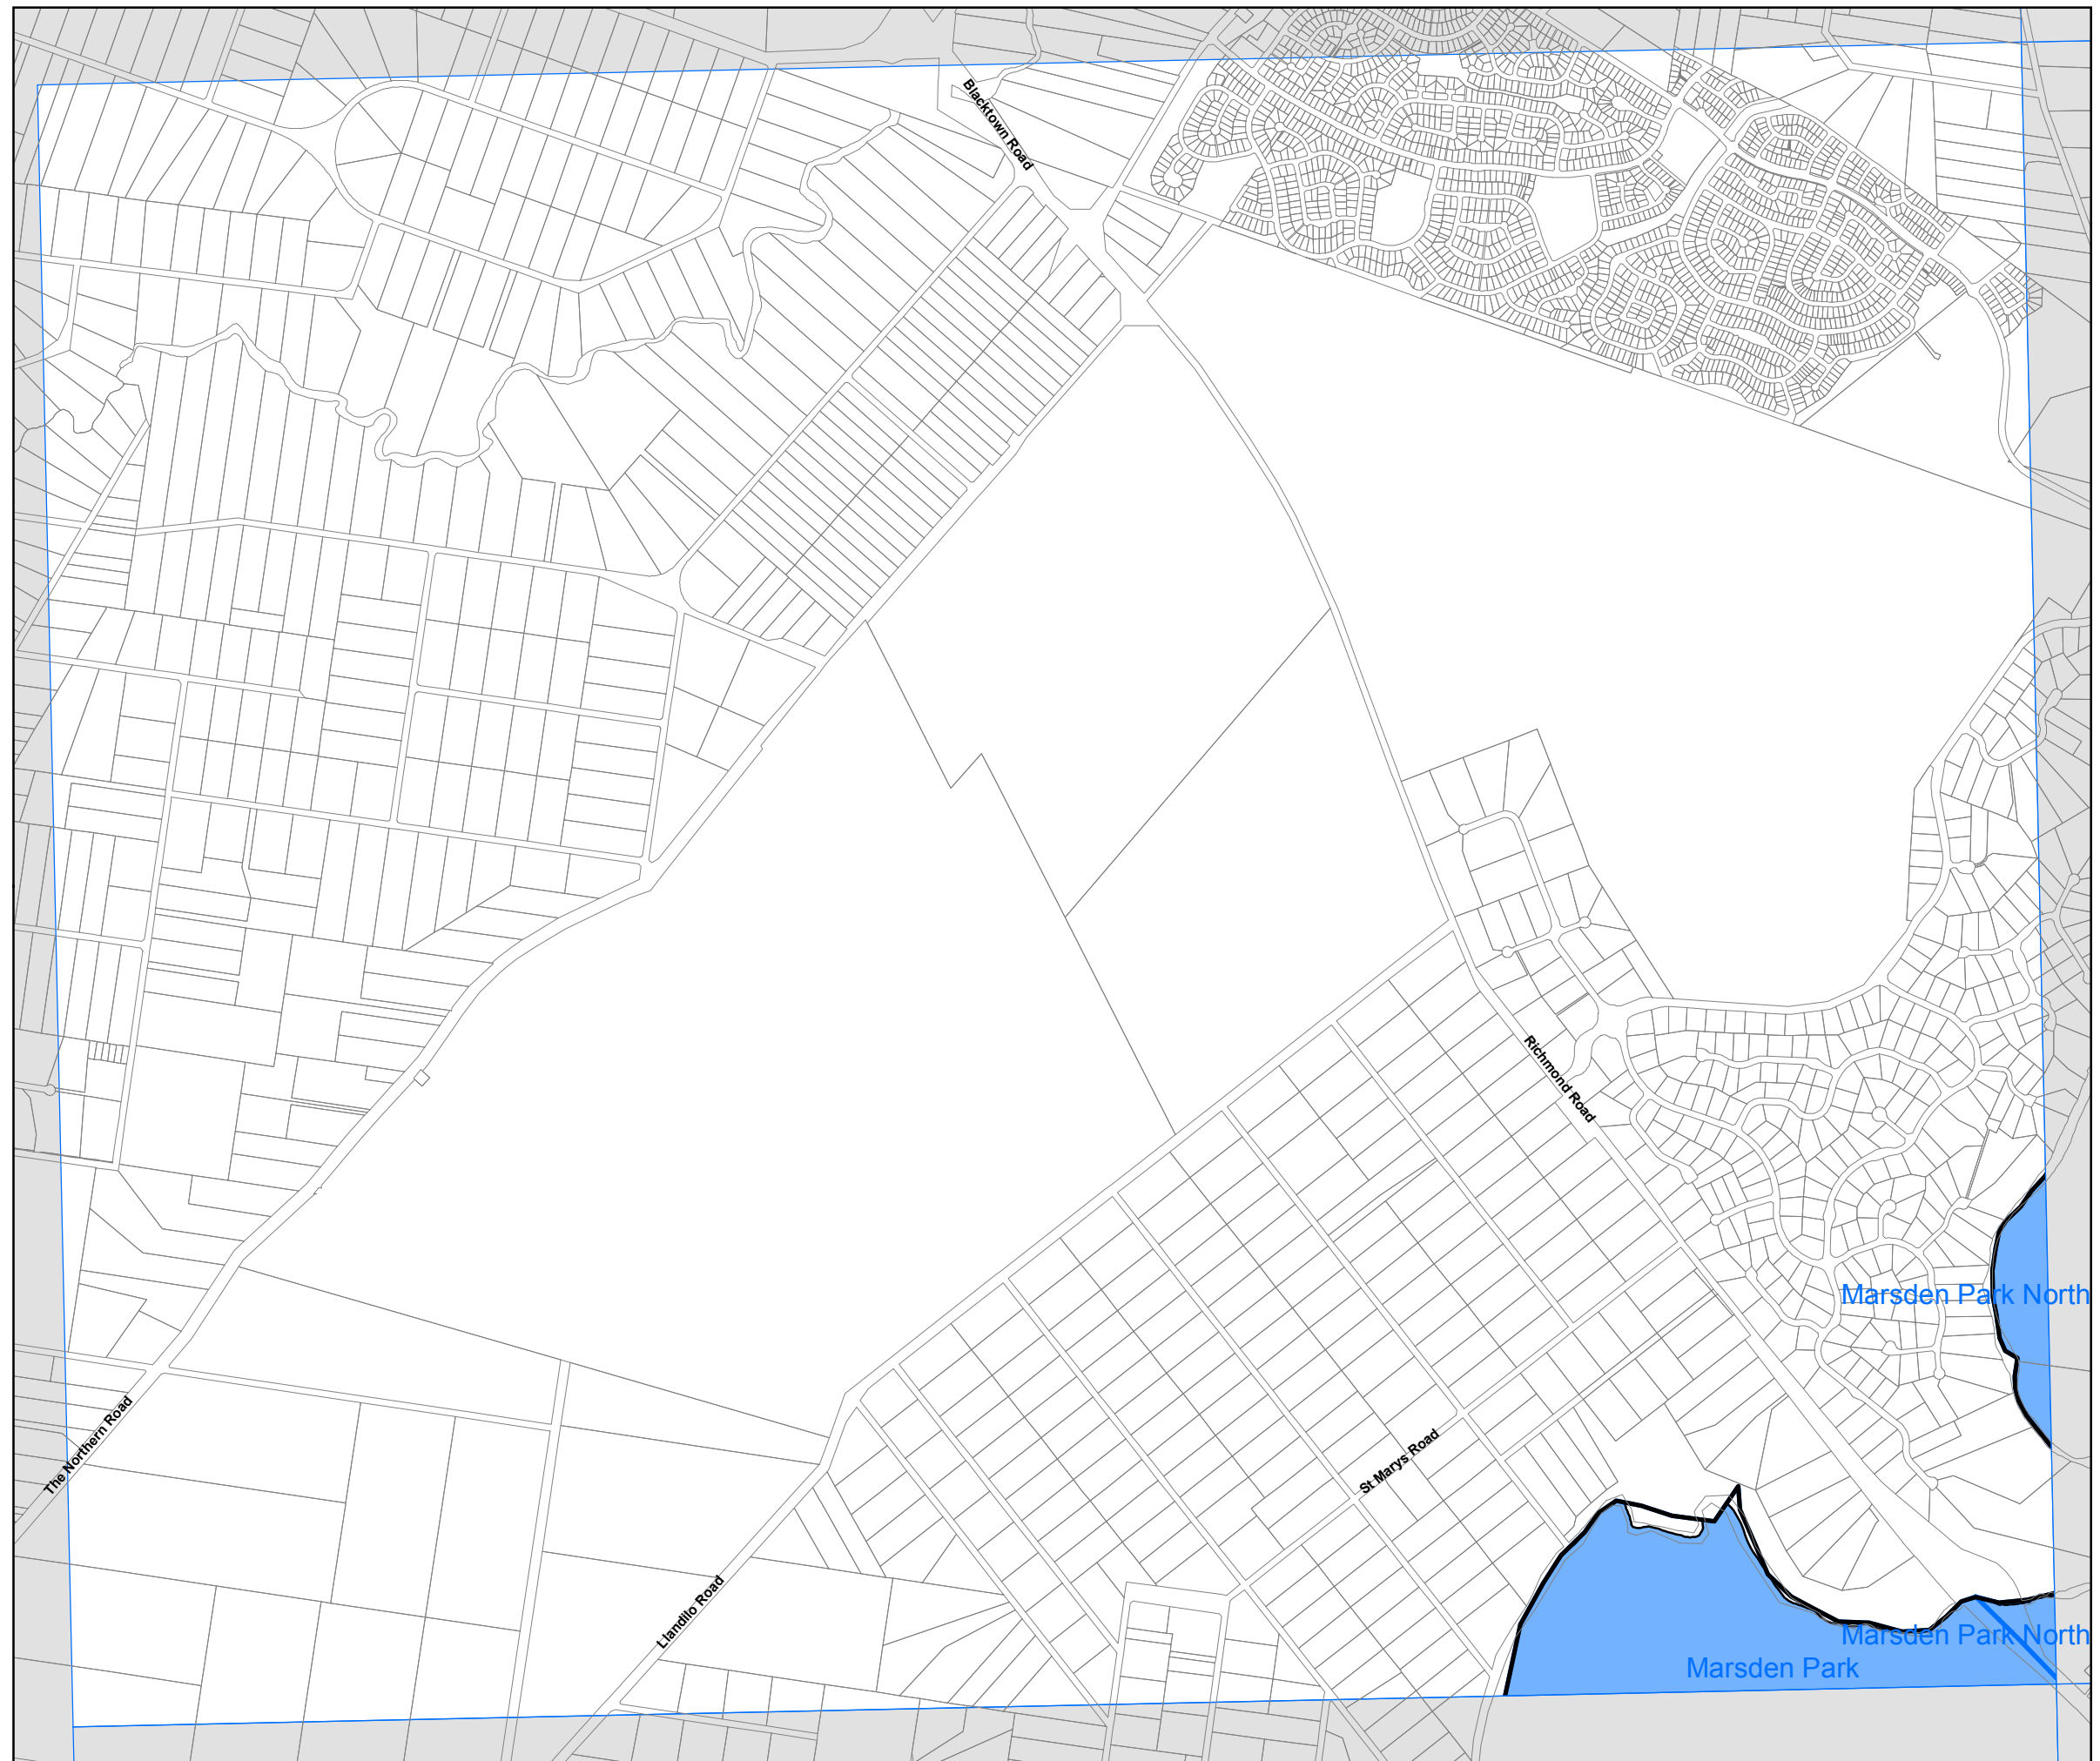 Blacktown Road
Richmond Road
Marsden Park North
The Northern Road
St Marys Road
Llandilo Road
Marsden Park North
Marsden Park